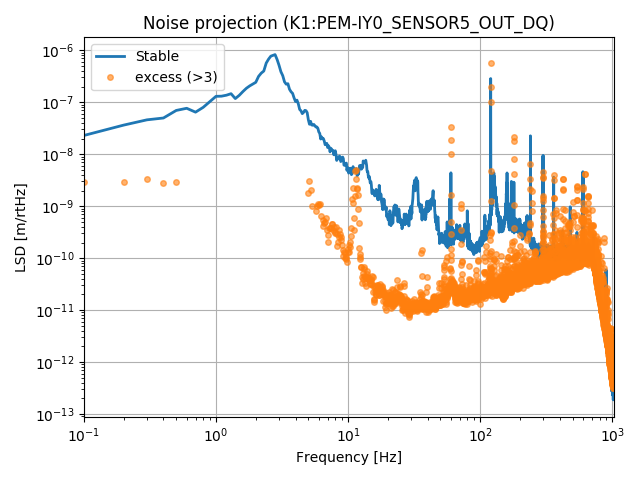 Noise projection (K1:PEM-IY0_SENSOR5_OUT_DQ)
Stable
excess (>3)
LSD [m/rtHz]
10⁻⁶
10⁻⁷
10⁻⁸
10⁻⁹
10⁻¹⁰
10⁻¹¹
10⁻¹²
10⁻¹³
10⁻¹ 10⁰ 10¹ 10² 10³
Frequency [Hz]